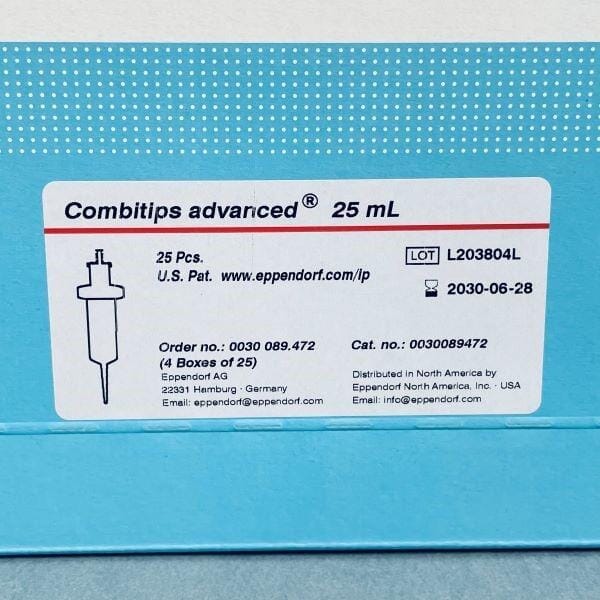 Combitips advanced® 25 mL
25 Pcs.
U.S. Pat. www.eppendorf.com/ip
LOT L203804L
2030-06-28
Order no.: 0030 089.472
(4 Boxes of 25)
Eppendorf AG
22331 Hamburg · Germany
Email: eppendorf@eppendorf.com
Cat. no.: 0030089472
Distributed in North America by
Eppendorf North America, Inc. · USA
Email: info@eppendorf.com